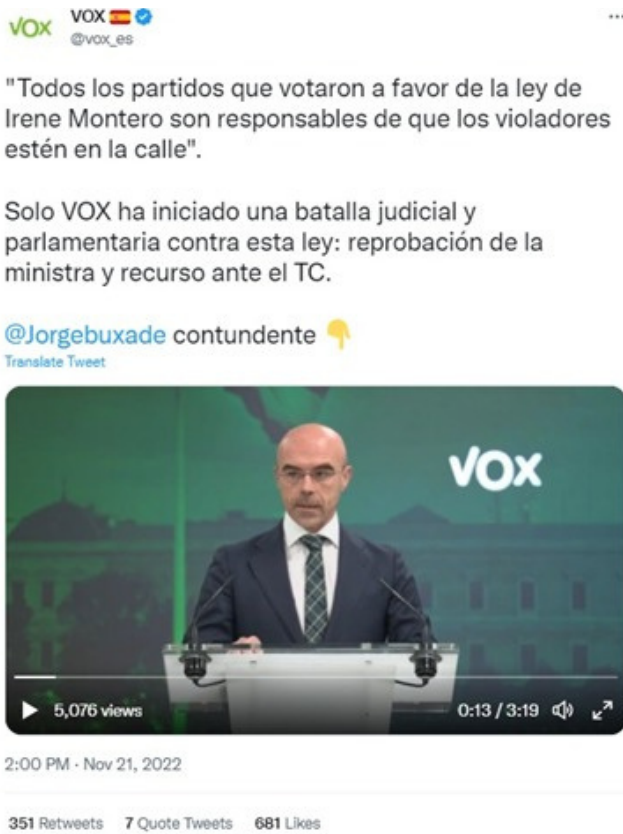 VOX
VOX 🇪🇸
@vox_es
...
"Todos los partidos que votaron a favor de la ley de
Irene Montero son responsables de que los violadores
estén en la calle".
Solo VOX ha iniciado una batalla judicial y
parlamentaria contra esta ley: reprobación de la
ministra y recurso ante el TC.
@Jorgebuxade contundente 👇
Translate Tweet
VOX
5,076 views
0:13 / 3:19
2:00 PM · Nov 21, 2022
351 Retweets 7 Quote Tweets 681 Likes